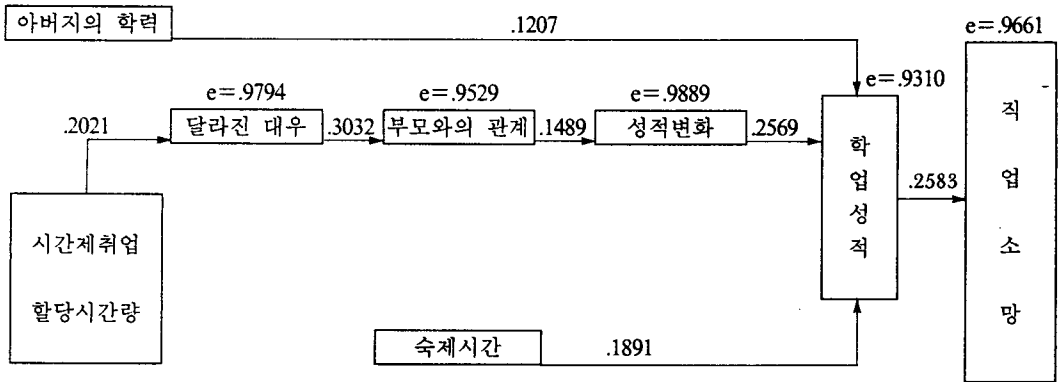 아버지의 학력
.1207
e=.9661
e=.9794
e=.9529
e=.9889
e=.9310
.2021
달라진 대우
.3032
부모와의 관계
.1489
성적변화
.2569
학업성적
.2583
직업소망
시간제취업
할당시간량
숙제시간
.1891